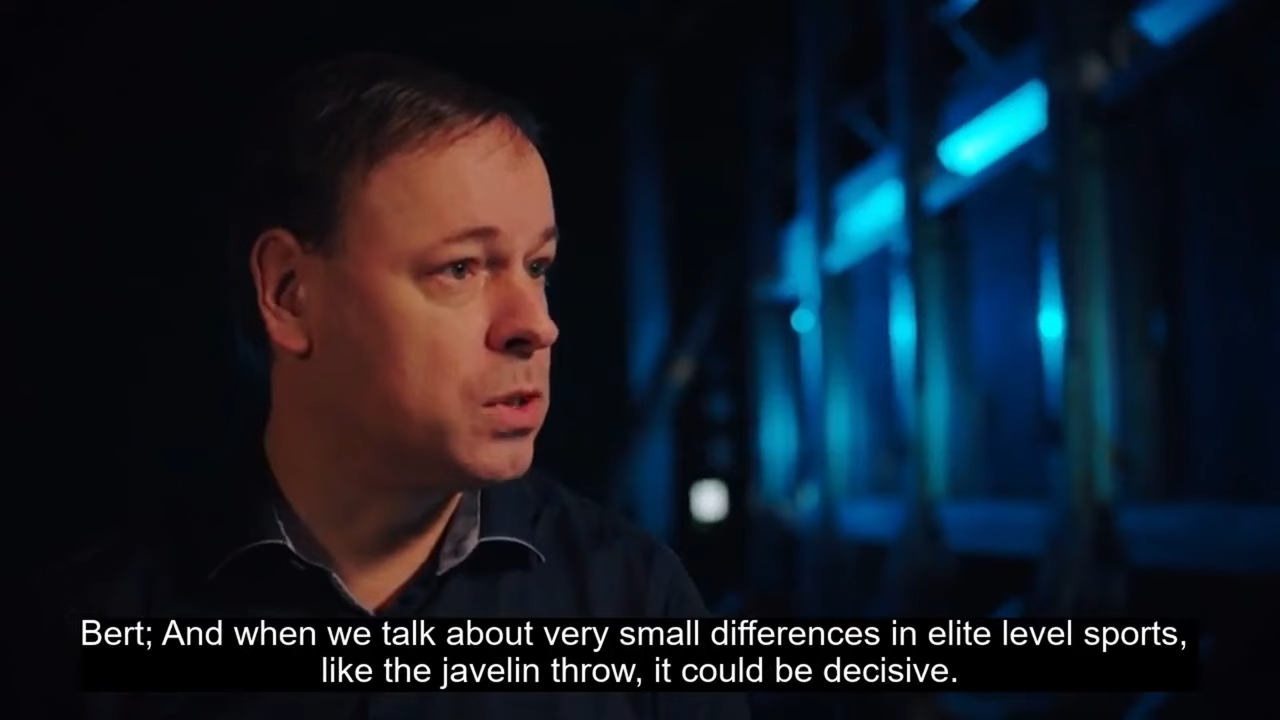 Bert; And when we talk about very small differences in elite level sports,
like the javelin throw, it could be decisive.